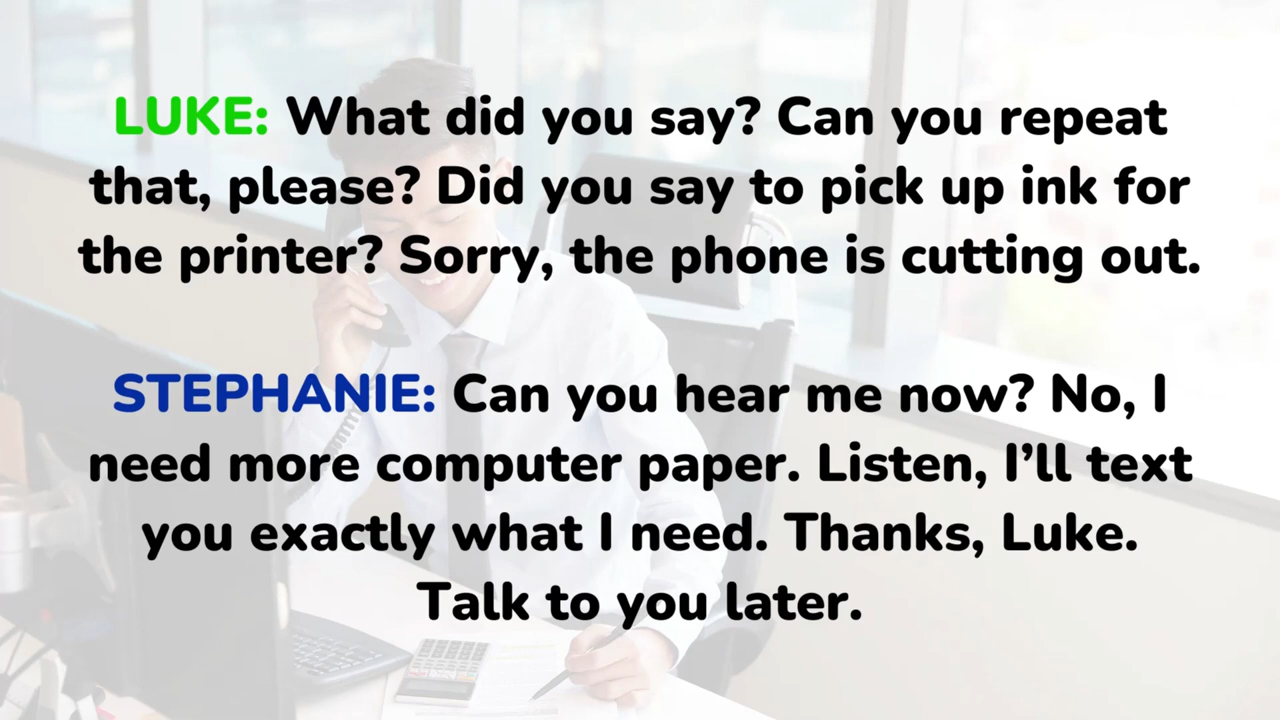 LUKE: What did you say? Can you repeat
that, please? Did you say to pick up ink for
the printer? Sorry, the phone is cutting out.
STEPHANIE: Can you hear me now? No, I
need more computer paper. Listen, I’ll text
you exactly what I need. Thanks, Luke.
Talk to you later.